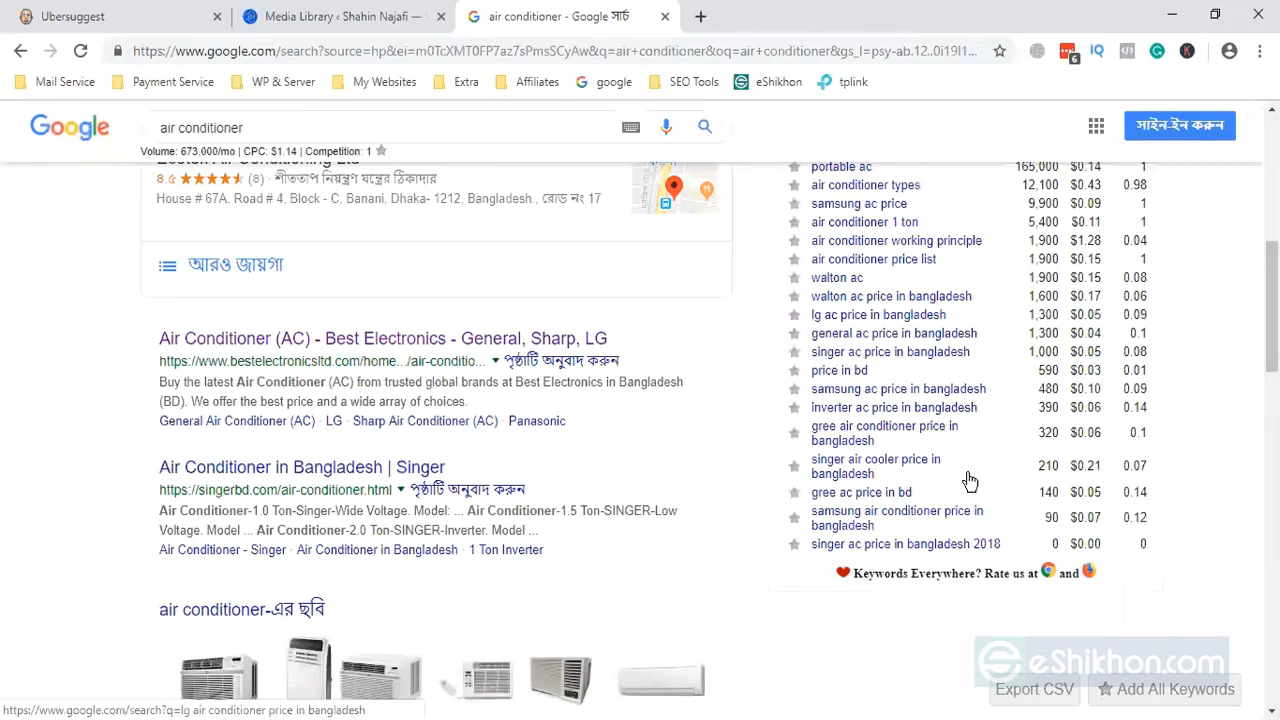 Ubersuggest
Media Library ‹ Shahin Najafi —
air conditioner - Google সার্চ
https://www.google.com/search?source=hp&ei=m0TcXMT0FP7az7sPmsSCyAw&q=air+conditioner&oq=air+conditioner&gs_l=psy-ab.12..0i19l1...
6
IQ
K
Mail Service
Payment Service
WP & Server
My Websites
Extra
Affiliates
google
SEO Tools
eShikhon
tplink
Google
air conditioner
সাইন-ইন করুন
Volume: 673,000/mo | CPC: $1.14 | Competition: 1
Air Conditioning Ltd
(8) · শীততাপ নিয়ন্ত্রণ যন্ত্রের ঠিকাদার
House # 67A, Road # 4, Block - C, Banani, Dhaka- 1212, Bangladesh., রোড নং 17
আরও জায়গা
Air Conditioner (AC) - Best Electronics - General, Sharp, LG
https://www.bestelectronicsltd.com/home.../air-conditio... ▼ পৃষ্ঠাটি অনুবাদ করুন
Buy the latest Air Conditioner (AC) from trusted global brands at Best Electronics in Bangladesh
(BD). We offer the best price and a wide array of choices.
General Air Conditioner (AC) · LG · Sharp Air Conditioner (AC) · Panasonic
Air Conditioner in Bangladesh | Singer
https://singerbd.com/air-conditioner.html ▼ পৃষ্ঠাটি অনুবাদ করুন
Air Conditioner-1.0 Ton-Singer-Wide Voltage. Model: ... Air Conditioner-1.5 Ton-SINGER-Low
Voltage. Model ... Air Conditioner-2.0 Ton-SINGER-Inverter. Model ...
Air Conditioner - Singer · Air Conditioner in Bangladesh · 1 Ton Inverter
air conditioner-এর ছবি
portable ac 165,000 $0.14 1
air conditioner types 12,100 $0.43 0.98
samsung ac price 9,900 $0.09 1
air conditioner 1 ton 5,400 $0.11 1
air conditioner working principle 1,900 $1.28 0.04
air conditioner price list 1,900 $0.15 1
walton ac 1,900 $0.15 0.08
walton ac price in bangladesh 1,600 $0.17 0.06
lg ac price in bangladesh 1,300 $0.05 0.09
general ac price in bangladesh 1,300 $0.04 0.1
singer ac price in bangladesh 1,000 $0.05 0.08
price in bd 590 $0.03 0.01
samsung ac price in bangladesh 480 $0.10 0.09
inverter ac price in bangladesh 390 $0.06 0.14
gree air conditioner price in
bangladesh 320 $0.06 0.1
singer air cooler price in
bangladesh 210 $0.21 0.07
gree ac price in bd 140 $0.05 0.14
samsung air conditioner price in
bangladesh 90 $0.07 0.12
singer ac price in bangladesh 2018 0 $0.00 0
Keywords Everywhere? Rate us at and
eShikhon.com
Export CSV
Add All Keywords
https://www.google.com/search?q=lg air conditioner price in bangladesh